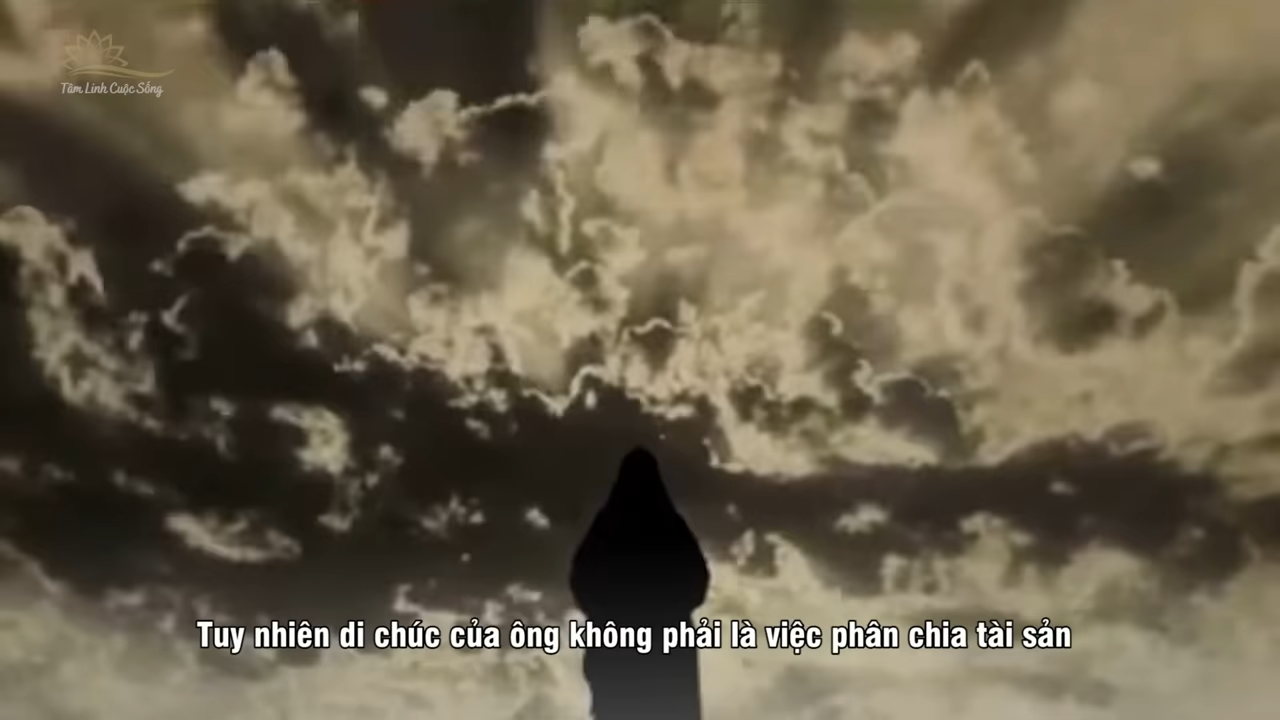 Tâm Linh Cuộc Sống
Tuy nhiên di chúc của ông không phải là việc phân chia tài sản